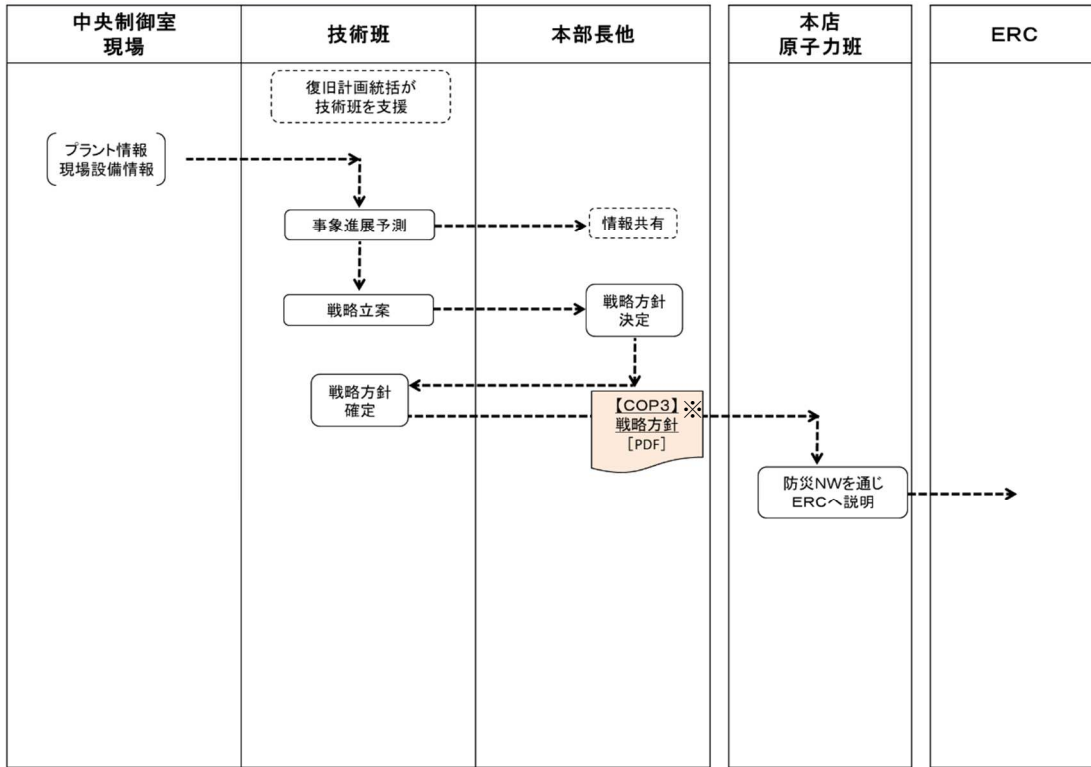 中央制御室
現場
技術班
本部長他
本店
原子力班
ERC
復旧計画統括が
技術班を支援
プラント情報
現場設備情報
事象進展予測
情報共有
戦略立案
戦略方針
決定
戦略方針
確定
【COP3】※
戦略方針
[PDF]
防災NWを通じ
ERCへ説明